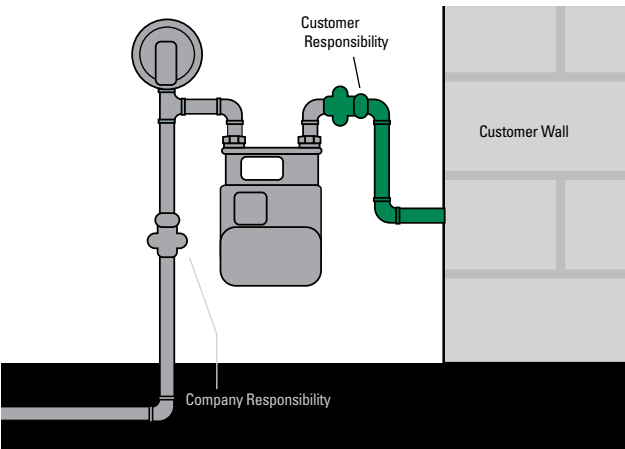 Customer
Responsibility
Customer Wall
Company Responsibility